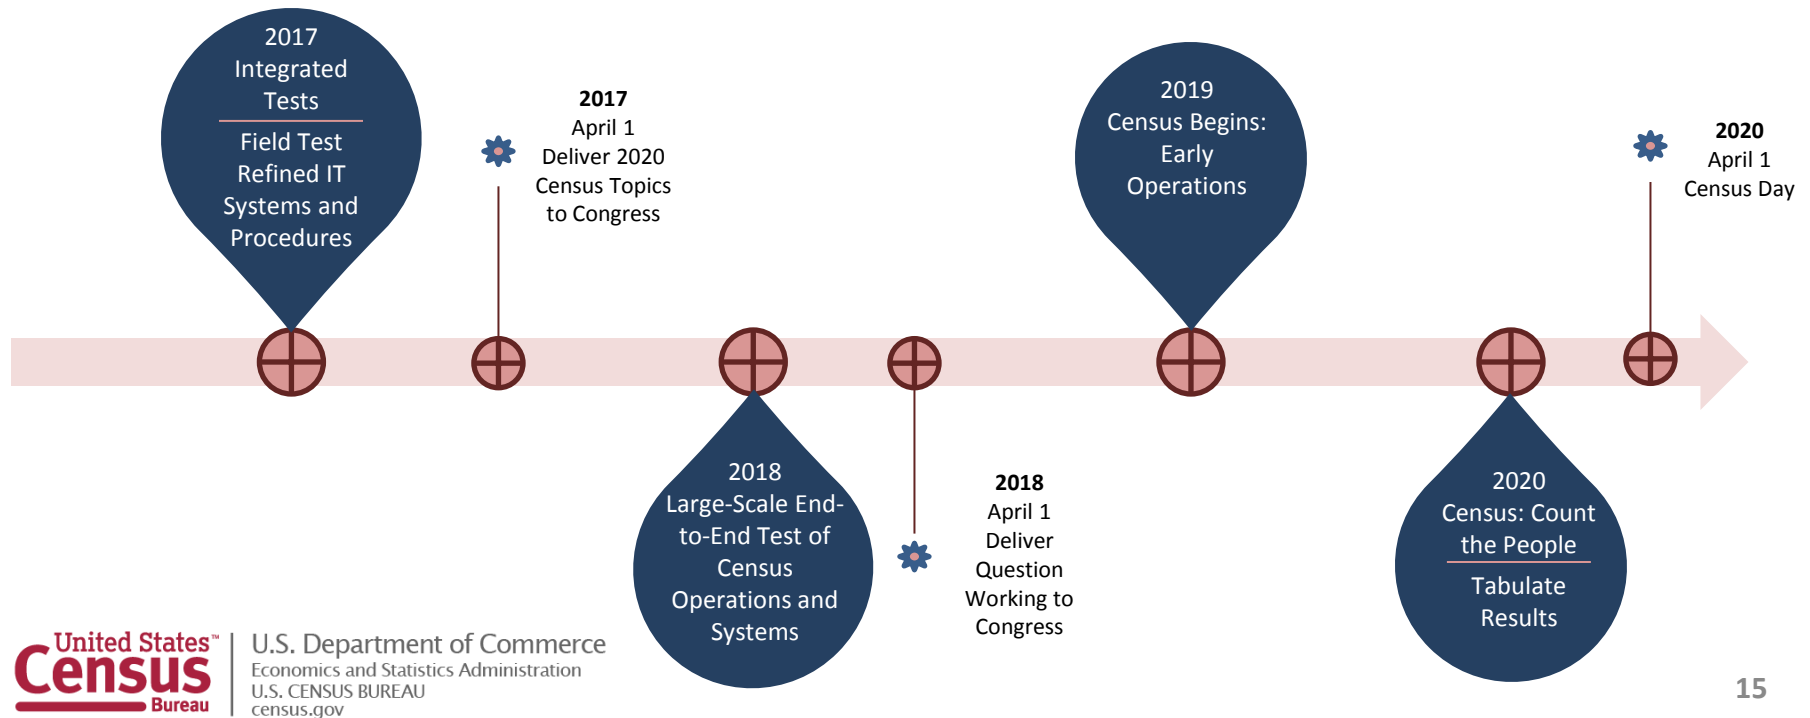 2017
Integrated
Tests
Field Test
Refined IT
Systems and
Procedures
2017
April 1
Deliver 2020
Census Topics
to Congress
2018
Large-Scale End-
to-End Test of
Census
Operations and
Systems
2018
April 1
Deliver
Question
Working to
Congress
2019
Census Begins:
Early
Operations
2020
Census: Count
the People
Tabulate
Results
2020
April 1
Census Day
United States™
Census
Bureau
U.S. Department of Commerce
Economics and Statistics Administration
U.S. CENSUS BUREAU
census.gov
15